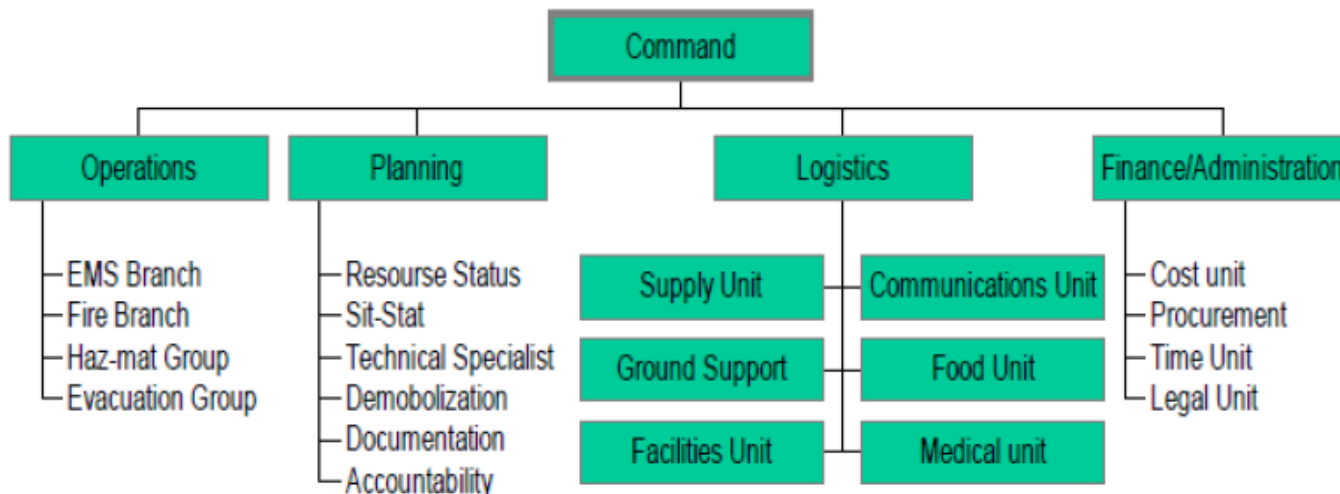 Command
Operations
Planning
Logistics
Finance/Administration
EMS Branch
Fire Branch
Haz-mat Group
Evacuation Group
Resourse Status
Sit-Stat
Technical Specialist
Demobolization
Documentation
Accountability
Supply Unit
Communications Unit
Ground Support
Food Unit
Facilities Unit
Medical unit
Cost unit
Procurement
Time Unit
Legal Unit